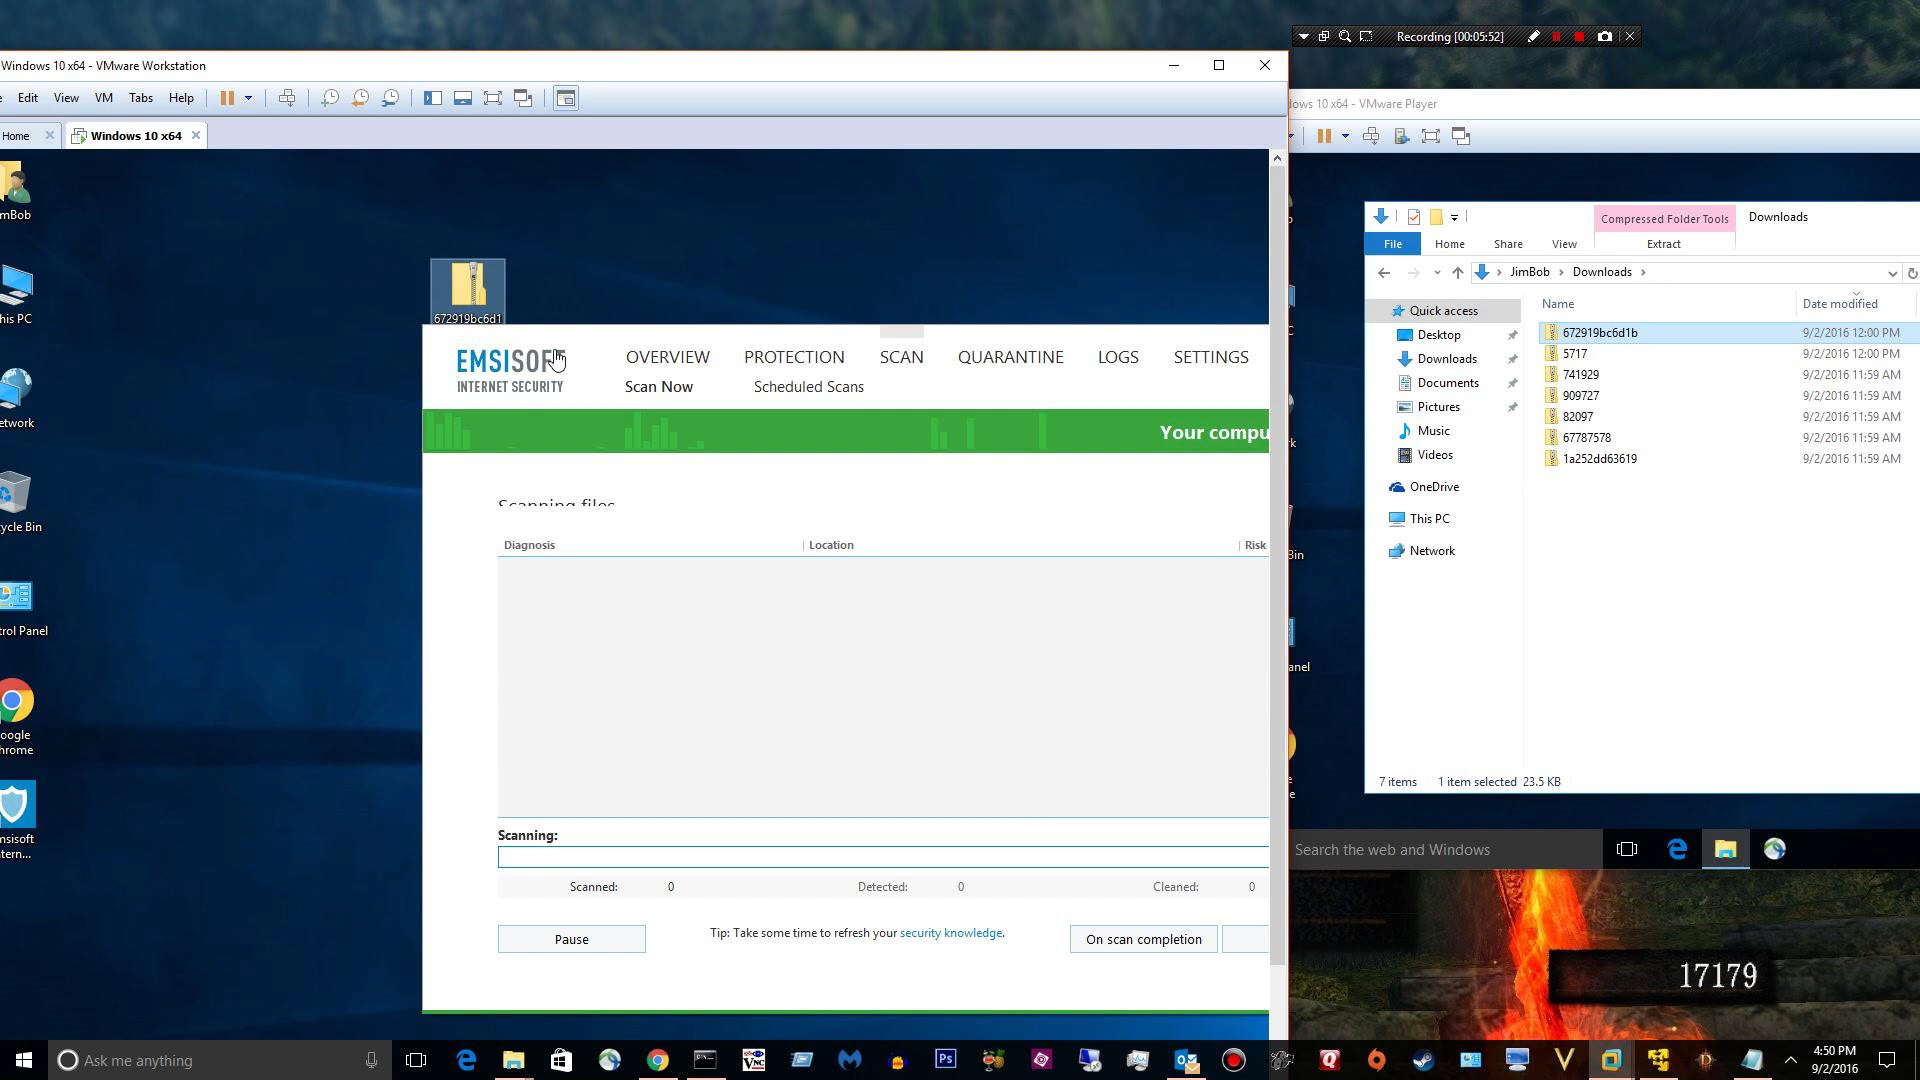 Recording [00:05:52]
Windows 10 x64 - VMware Workstation
Edit View VM Tabs Help
Home
Windows 10 x64
mBob
his PC
etwork
ycle Bin
trol Panel
oogle
hrome
msisoft
tern...
672919bc6d1
EMSISOFT
INTERNET SECURITY
OVERVIEW PROTECTION SCAN QUARANTINE LOGS SETTINGS
Scan Now Scheduled Scans
Your compu
Scanning files
Diagnosis Location Risk
Scanning:
Scanned: 0 Detected: 0 Cleaned: 0
Pause
Tip: Take some time to refresh your security knowledge.
On scan completion
dows 10 x64 - VMware Player
Compressed Folder Tools Downloads
File Home Share View Extract
JimBob Downloads
Name Date modified
Quick access
Desktop
Downloads
Documents
Pictures
Music
Videos
OneDrive
This PC
Network
672919bc6d1b 9/2/2016 12:00 PM
5717 9/2/2016 12:00 PM
741929 9/2/2016 11:59 AM
909727 9/2/2016 11:59 AM
82097 9/2/2016 11:59 AM
67787578 9/2/2016 11:59 AM
1a252dd63619 9/2/2016 11:59 AM
7 items 1 item selected 23.5 KB
Bin
anel
Search the web and Windows
17179
Ask me anything
Ps
4:50 PM
9/2/2016